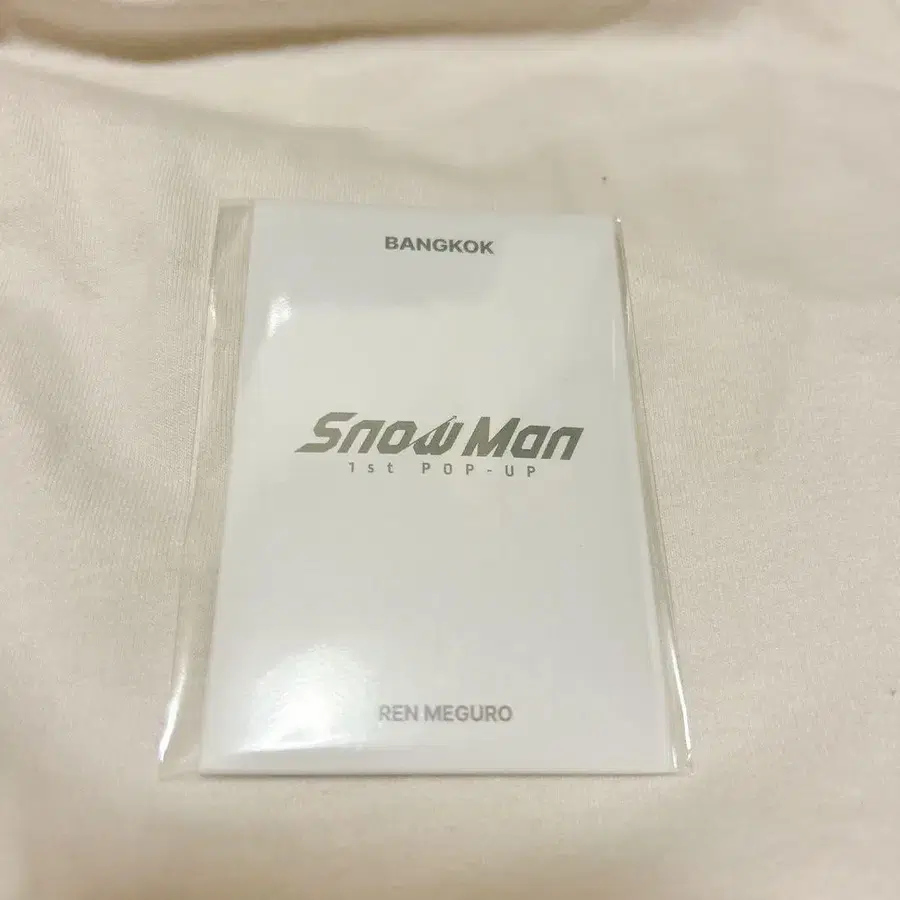 BANGKOK
Snow Man
1st POP-UP
REN MEGURO